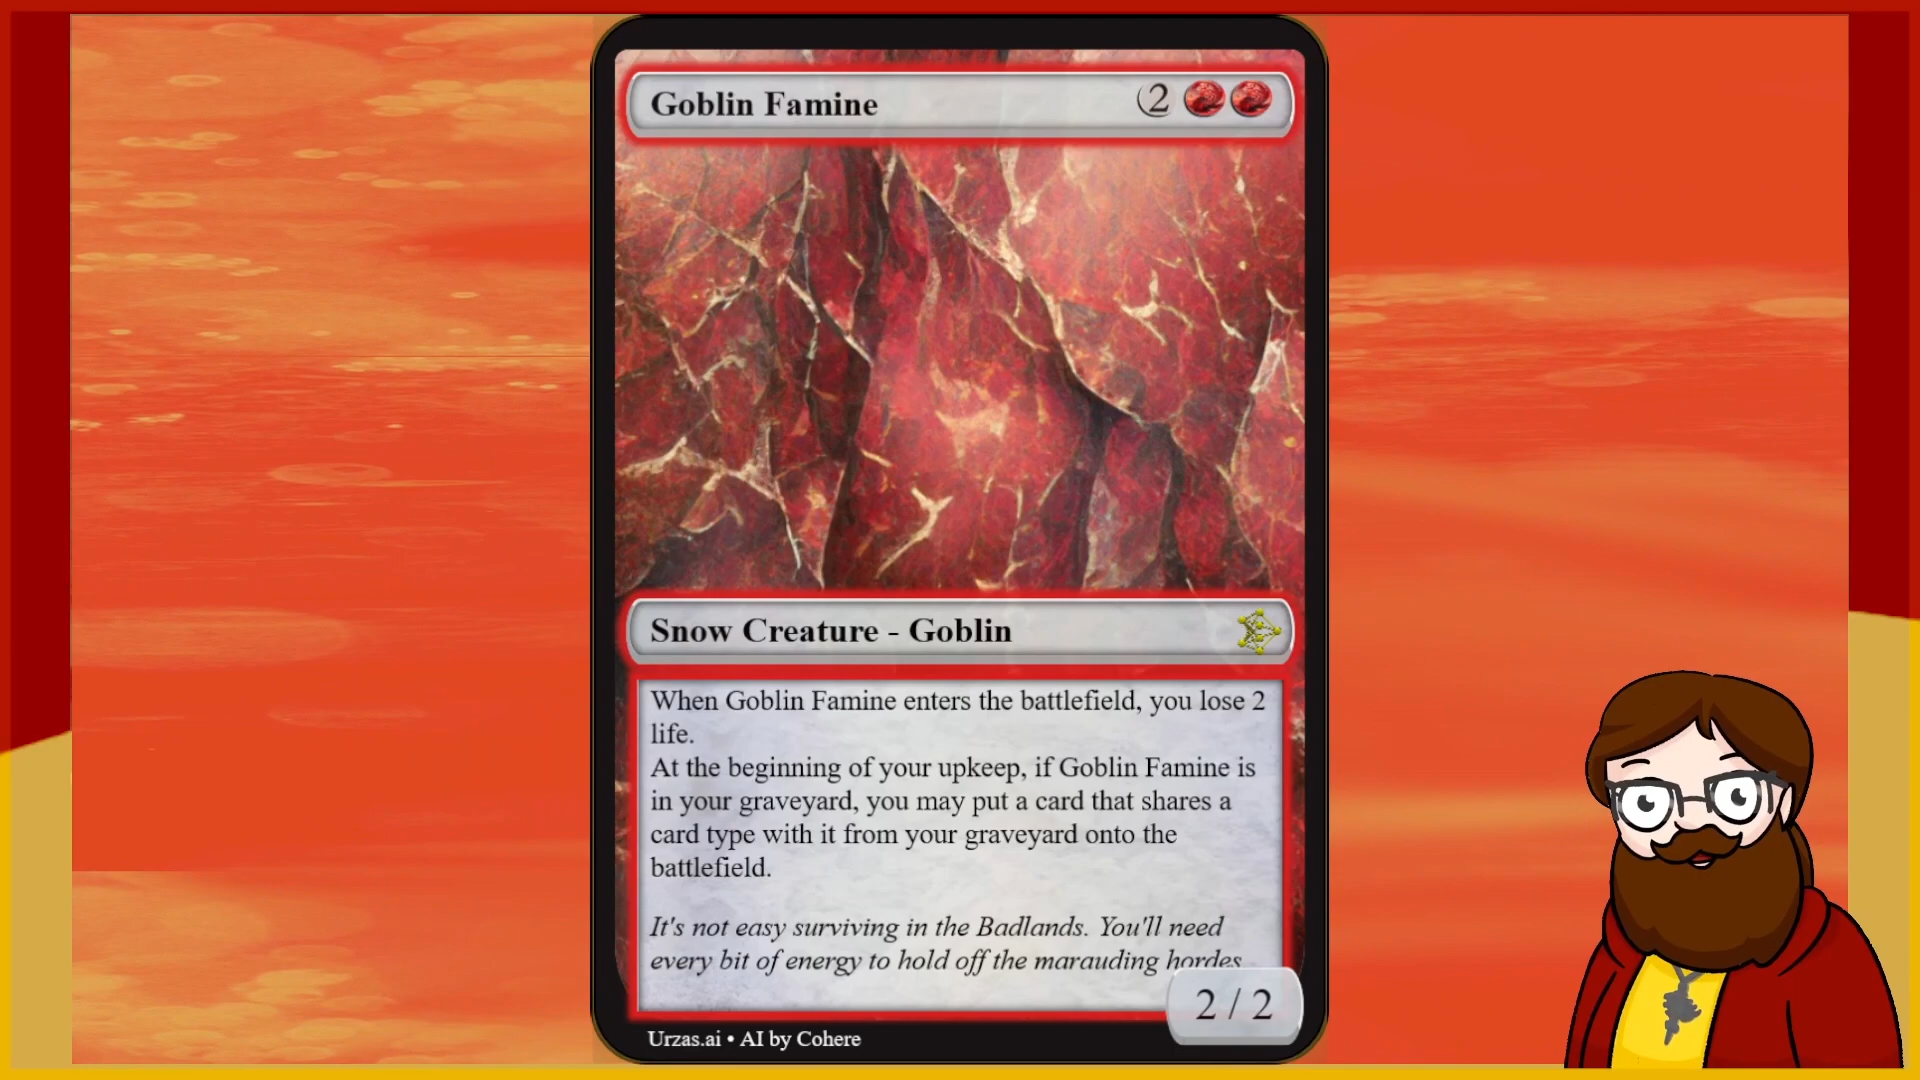 Goblin Famine 2
Snow Creature - Goblin
When Goblin Famine enters the battlefield, you lose 2
life.
At the beginning of your upkeep, if Goblin Famine is
in your graveyard, you may put a card that shares a
card type with it from your graveyard onto the
battlefield.
It's not easy surviving in the Badlands. You'll need
every bit of energy to hold off the marauding hordes
2 / 2
Urzas.ai • AI by Cohere